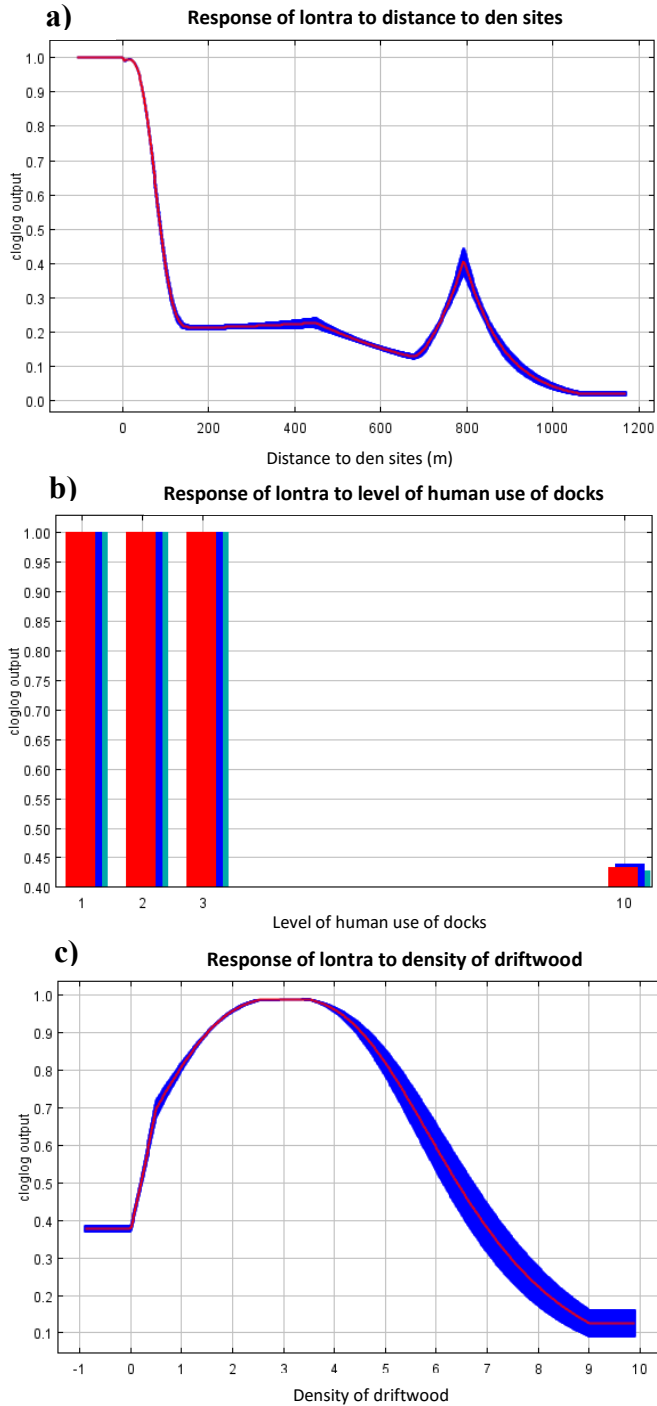 a)
Response of lontra to distance to den sites
cloglog output
1.0
0.9
0.8
0.7
0.6
0.5
0.4
0.3
0.2
0.1
0.0
0 200 400 600 800 1000 1200
Distance to den sites (m)
b)
Response of lontra to level of human use of docks
cloglog output
1.00
0.95
0.90
0.85
0.80
0.75
0.70
0.65
0.60
0.55
0.50
0.45
0.40
1 2 3 10
Level of human use of docks
c)
Response of lontra to density of driftwood
cloglog output
1.0
0.9
0.8
0.7
0.6
0.5
0.4
0.3
0.2
0.1
-1 0 1 2 3 4 5 6 7 8 9 10
Density of driftwood